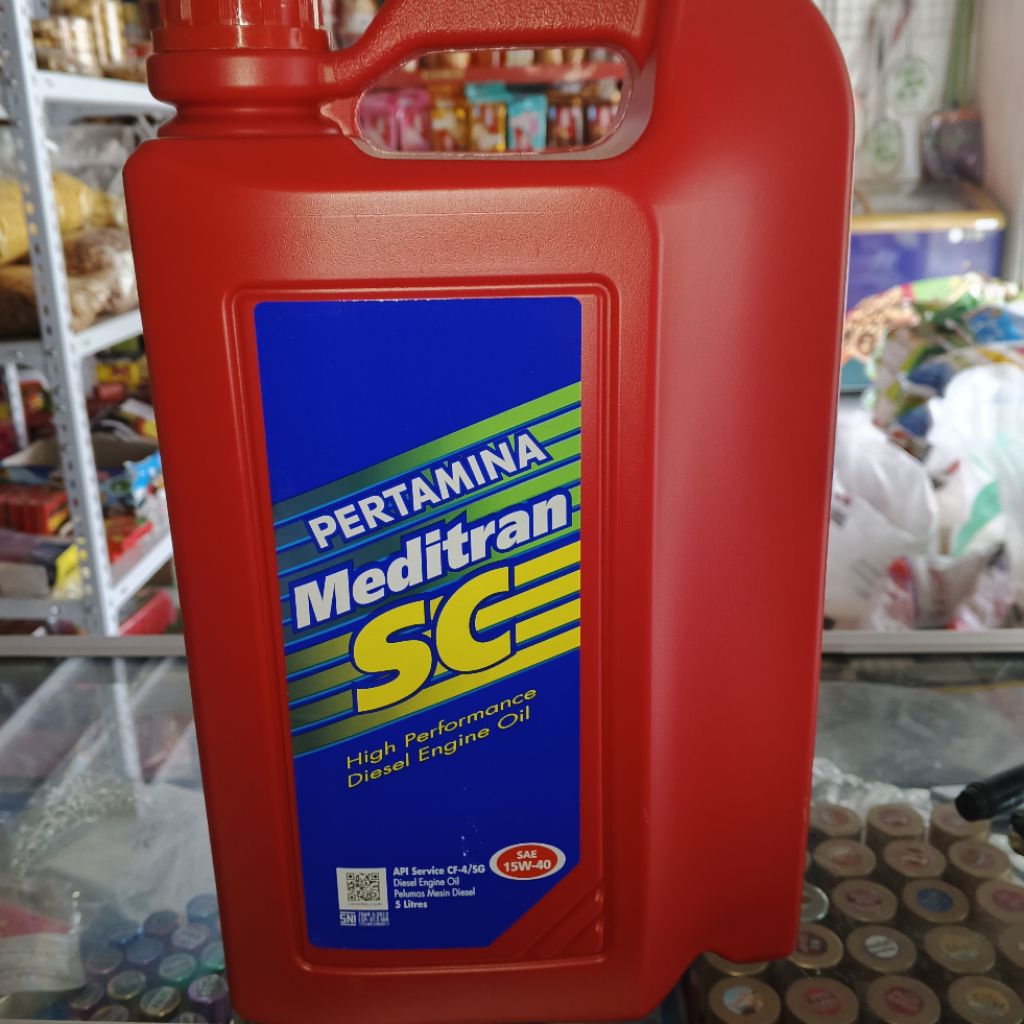 PERTAMINA
Meditran
SC
High Performance
Diesel Engine Oil
SAE
15W-40
API Service CF-4/SG
Diesel Engine Oil
Pelumas Mesin Diesel
5 Litres
SNI